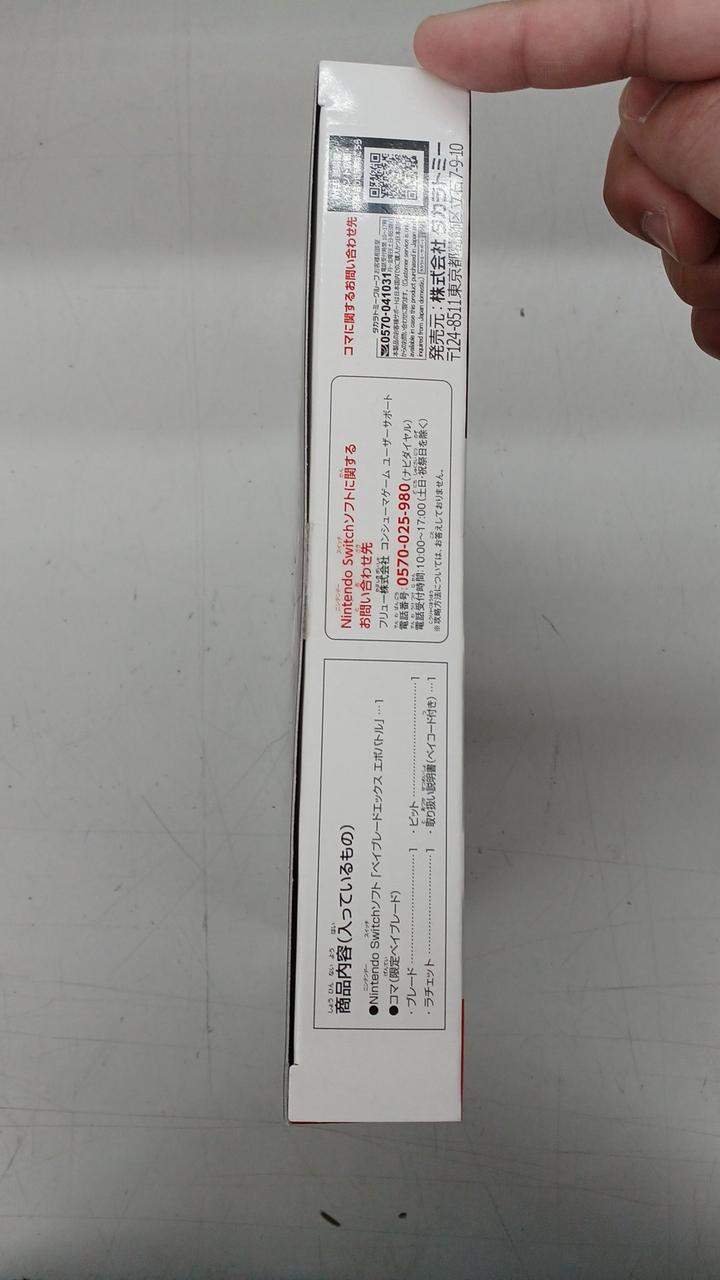 商品内容(入っているもの)
●Nintendo Switchソフト「ベイブレードエックス エボバトル」…1
●コマ(限定ベイブレード)
・ブレード…………………1 ・ビット…………………1
・ラチェット…………………1 ・取り扱い説明書(ベイコード付き)…1
Nintendo Switchソフトに関する
お問い合わせ先
フリュー株式会社 コンシューマゲーム ユーザーサポート
電話番号:0570-025-980(ナビダイヤル)
電話受付時間:10:00~17:00(土日・祝祭日を除く)
※攻略方法については、お答えしておりません。
コマに関するお問い合わせ先
タカラトミーグループ お客様相談室
0570-041031
発売元:株式会社 タカラトミー
〒124-8511東京都葛飾区立石7-9-10